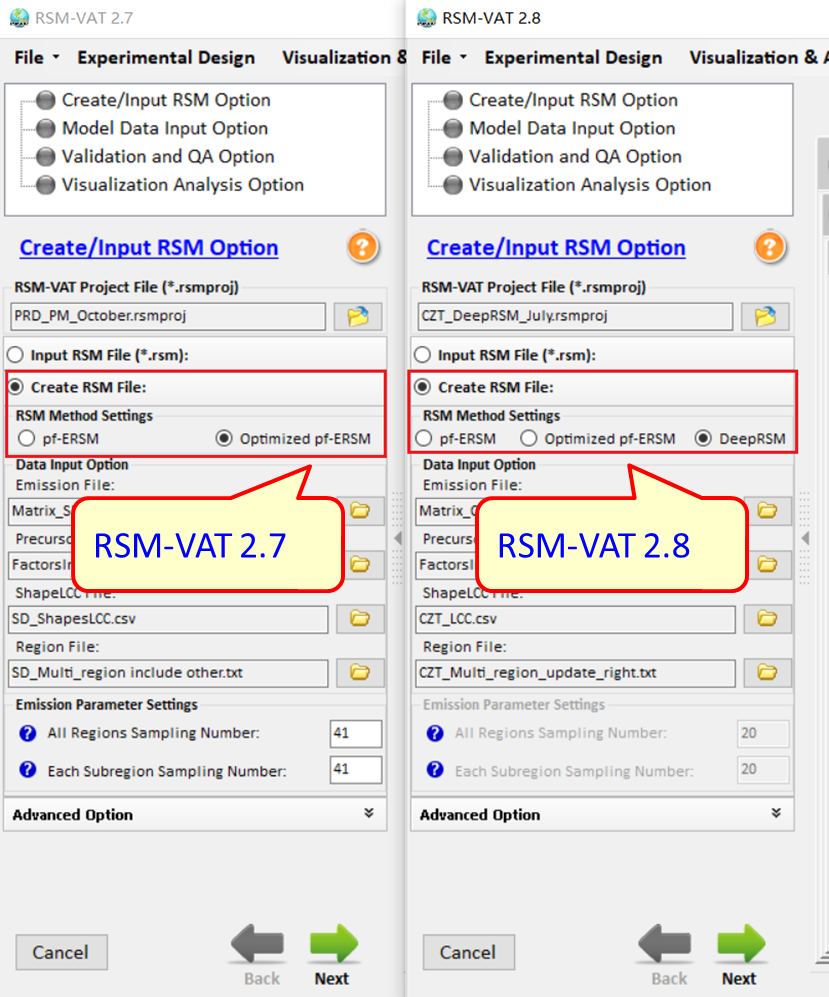 RSM-VAT 2.7
File Experimental Design Visualization &
Create/Input RSM Option
Model Data Input Option
Validation and QA Option
Visualization Analysis Option
Create/Input RSM Option
?
RSM-VAT Project File (*.rsmproj)
PRD_PM_October.rsmproj
Input RSM File (*.rsm):
Create RSM File:
RSM Method Settings
pf-ERSM Optimized pf-ERSM
Data Input Option
Emission File:
Matrix_S
Precurso
RSM-VAT 2.7
FactorsIn
ShapeLCC File:
SD_ShapesLCC.csv
Region File:
SD_Multi_region include other.txt
Emission Parameter Settings
? All Regions Sampling Number: 41
? Each Subregion Sampling Number: 41
Advanced Option
Cancel
Back
Next
RSM-VAT 2.8
File Experimental Design Visualization & A
Create/Input RSM Option
Model Data Input Option
Validation and QA Option
Visualization Analysis Option
Create/Input RSM Option
?
RSM-VAT Project File (*.rsmproj)
CZT_DeepRSM_July.rsmproj
Input RSM File (*.rsm):
Create RSM File:
RSM Method Settings
pf-ERSM Optimized pf-ERSM DeepRSM
Data Input Option
Emission File:
Matrix_C
Precurso
RSM-VAT 2.8
FactorsI
ShapeLCC File:
CZT_LCC.csv
Region File:
CZT_Multi_region_update_right.txt
Emission Parameter Settings
? All Regions Sampling Number: 20
? Each Subregion Sampling Number: 20
Advanced Option
Cancel
Back
Next